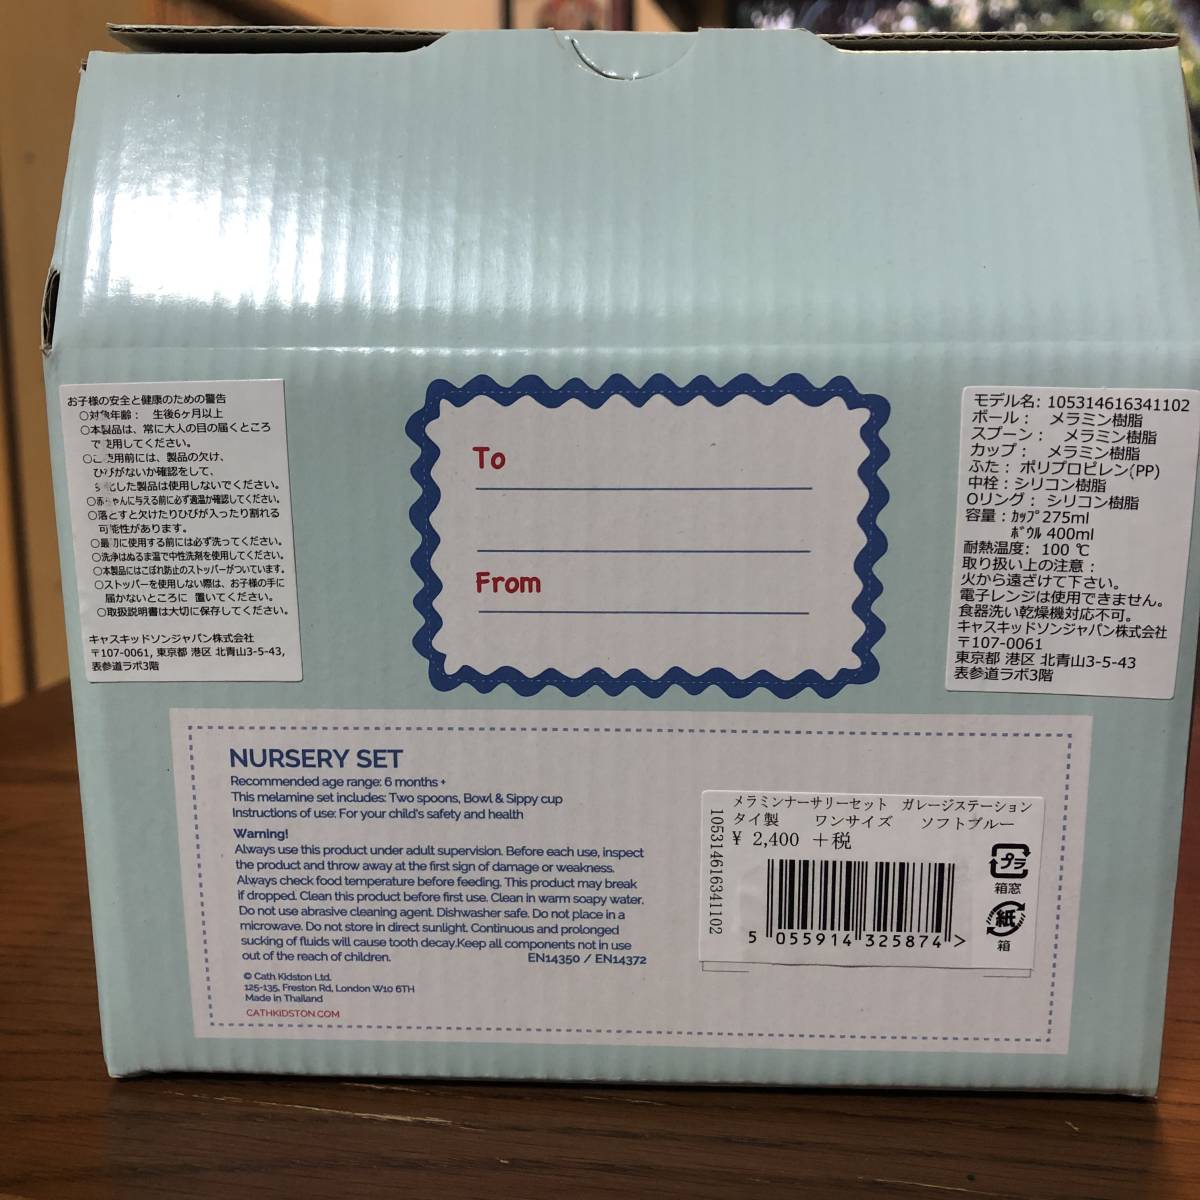 お子様の安全と健康のための警告
○対象年齢： 生後6ヶ月以上
○本製品は、常に大人の目の届くところ
で使用してください。
○ご使用前には、製品の欠け、
ひびがないか確認をして、
した製品は使用しないでください。
○赤ちゃんに与える前に必ず適温か確認してください。
○落とすと欠けたりひびが入ったり割れる
可能性があります。
○最初に使用する前には必ず洗ってください。
○洗浄はぬるま湯で中性洗剤を使用してください。
○本製品にはこぼれ防止のストッパーがついています。
○ストッパーを使用しない際は、お子様の手に
届かないところに 置いてください。
○取扱説明書は大切に保存してください。
キャスキッドソンジャパン株式会社
〒107-0061, 東京都 港区 北青山3-5-43,
表参道ラボ3階
To
From
モデル名: 105314616341102
ボール： メラミン樹脂
スプーン： メラミン樹脂
カップ： メラミン樹脂
ふた：ポリプロピレン(PP)
中栓：シリコン樹脂
Oリング： シリコン樹脂
容量：ｶｯﾌﾟ275ml
ﾎﾞｳﾙ 400ml
耐熱温度: 100 ℃
取り扱い上の注意：
火から遠ざけて下さい。
電子レンジは使用できません。
食器洗い乾燥機対応不可。
キャスキッドソンジャパン株式会社
〒107-0061
東京都 港区 北青山3-5-43
表参道ラボ3階
NURSERY SET
Recommended age range: 6 months +
This melamine set includes: Two spoons, Bowl & Sippy cup
Instructions of use: For your child's safety and health
Warning!
Always use this product under adult supervision. Before each use, inspect
the product and throw away at the first sign of damage or weakness.
Always check food temperature before feeding. This product may break
if dropped. Clean this product before first use. Clean in warm soapy water.
Do not use abrasive cleaning agent. Dishwasher safe. Do not place in a
microwave. Do not store in direct sunlight. Continuous and prolonged
sucking of fluids will cause tooth decay.Keep all components not in use
out of the reach of children.
EN14350 / EN14372
© Cath Kidston Ltd.
125-135, Freston Rd, London W10 6TH
Made in Thailand
CATHKIDSTON.COM
メラミンナーサリーセット ガレージステーション
タイ製 ワンサイズ ソフトブルー
¥ 2,400 +税
105314616341102
5 055914 325874 >
プラ
箱窓
紙
箱